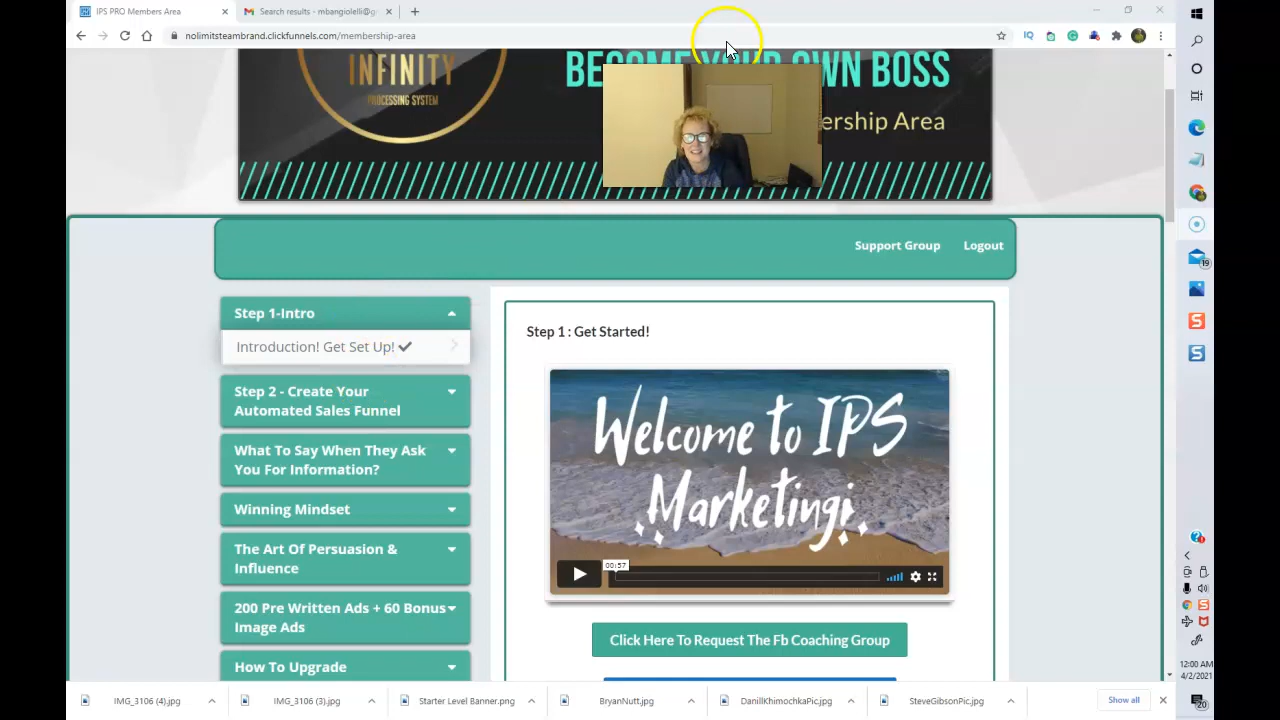 IPS PRO Members Area
Search results - mbangiolelli@g
nolimitsteambrand.clickfunnels.com/membership-area
INFINITY
PROCESSING SYSTEM
BECOME YOUR OWN BOSS
ership Area
Support Group
Logout
Step 1-Intro
Introduction! Get Set Up!
Step 2 - Create Your
Automated Sales Funnel
What To Say When They Ask
You For Information?
Winning Mindset
The Art Of Persuasion &
Influence
200 Pre Written Ads + 60 Bonus
Image Ads
How To Upgrade
Step 1 : Get Started!
Welcome to IPS
Marketing
00:57
Click Here To Request The Fb Coaching Group
19
12:00 AM
4/2/2021
20
IMG_3106 (4).jpg
IMG_3106 (3).jpg
Starter Level Banner.png
BryanNutt.jpg
DanillKhimochkaPic.jpg
SteveGibsonPic.jpg
Show all